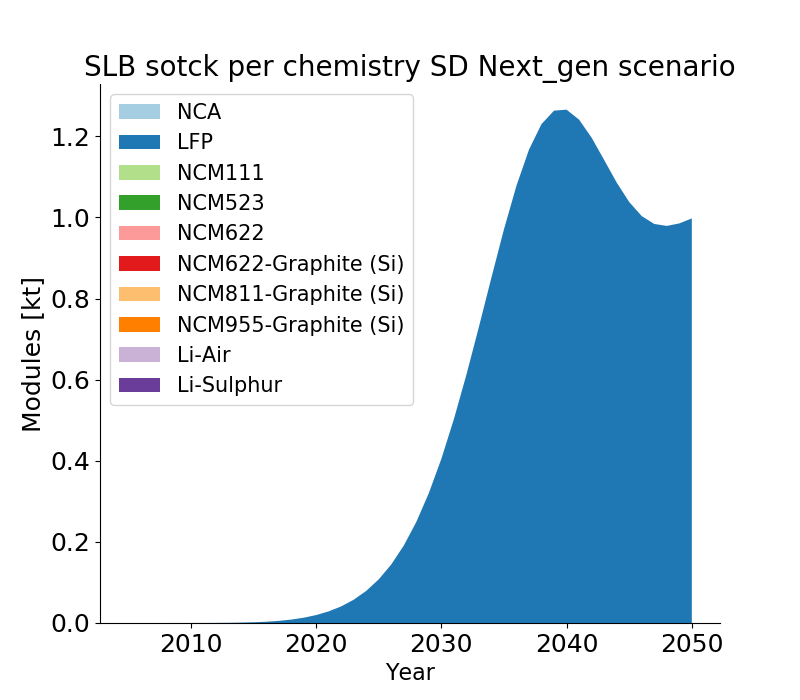 SLB sotck per chemistry SD Next_gen scenario
NCA
LFP
NCM111
NCM523
NCM622
NCM622-Graphite (Si)
NCM811-Graphite (Si)
NCM955-Graphite (Si)
Li-Air
Li-Sulphur
Modules [kt]
1.2
1.0
0.8
0.6
0.4
0.2
0.0
2010 2020 2030 2040 2050
Year